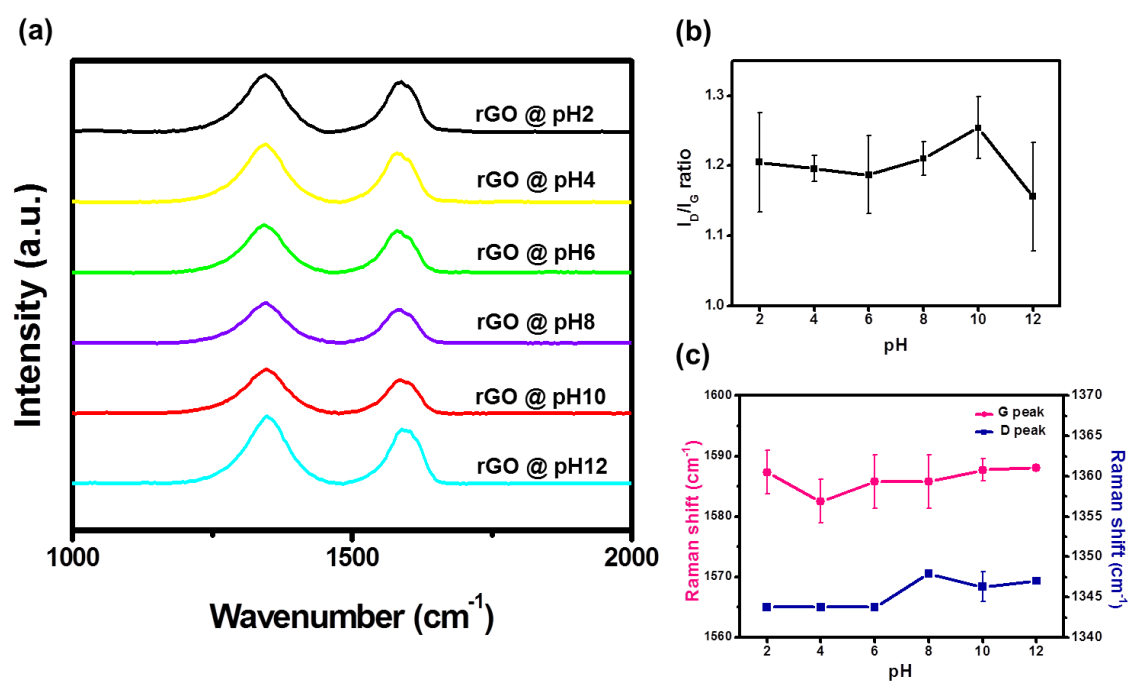 (a)
Intensity (a.u.)
rGO @ pH2
rGO @ pH4
rGO @ pH6
rGO @ pH8
rGO @ pH10
rGO @ pH12
1000 1500 2000
Wavenumber (cm⁻¹)
(b)
I_D/I_G ratio
1.3
1.2
1.1
1.0
2 4 6 8 10 12
pH
(c)
Raman shift (cm⁻¹)
1600
1590
1580
1570
1560
G peak
D peak
1370
1365
1360
1355
1350
1345
1340
Raman shift (cm⁻¹)
2 4 6 8 10 12
pH